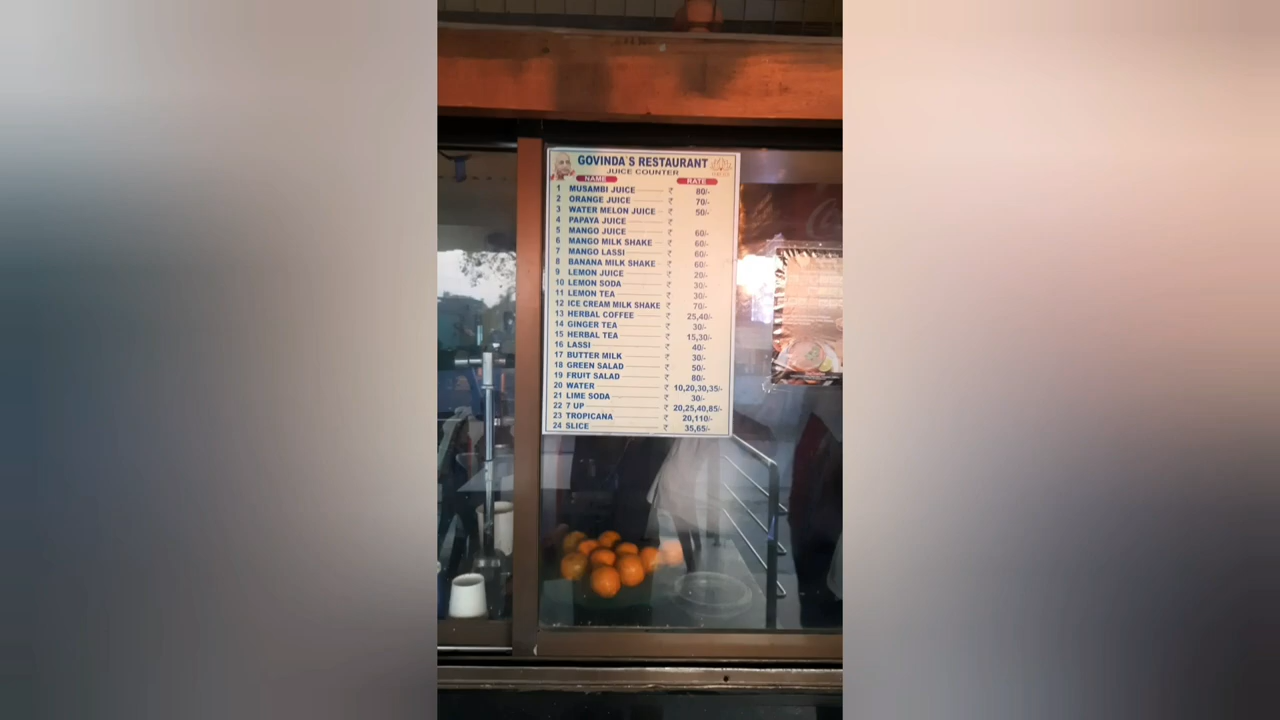 GOVINDA'S RESTAURANT
JUICE COUNTER
NAME RATE
1 MUSAMBI JUICE ₹ 80/-
2 ORANGE JUICE ₹ 70/-
3 WATER MELON JUICE ₹ 50/-
4 PAPAYA JUICE ₹
5 MANGO JUICE ₹ 60/-
6 MANGO MILK SHAKE ₹ 60/-
7 MANGO LASSI ₹ 60/-
8 BANANA MILK SHAKE ₹ 60/-
9 LEMON JUICE ₹ 20/-
10 LEMON SODA ₹ 30/-
11 LEMON TEA ₹ 30/-
12 ICE CREAM MILK SHAKE ₹ 70/-
13 HERBAL COFFEE ₹ 25,40/-
14 GINGER TEA ₹ 30/-
15 HERBAL TEA ₹ 15,30/-
16 LASSI ₹ 40/-
17 BUTTER MILK ₹ 30/-
18 GREEN SALAD ₹ 50/-
19 FRUIT SALAD ₹ 80/-
20 WATER ₹ 10,20,30,35/-
21 LIME SODA ₹ 30/-
22 7 UP ₹ 20,25,40,85/-
23 TROPICANA ₹ 20,110/-
24 SLICE ₹ 35,65/-